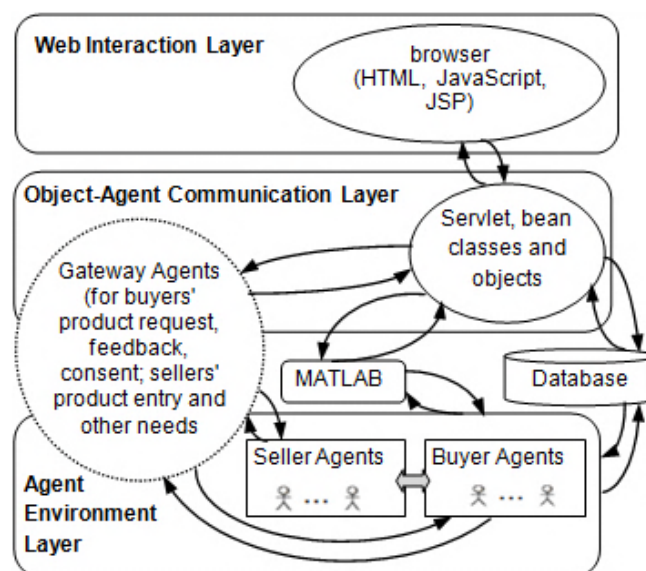 Web Interaction Layer
browser
(HTML, JavaScript,
JSP)
Object-Agent Communication Layer
Servlet, bean
classes and
objects
Gateway Agents
(for buyers'
product request,
feedback,
consent; sellers'
product entry and
other needs
MATLAB
Database
Seller Agents
...
Buyer Agents
...
Agent
Environment
Layer